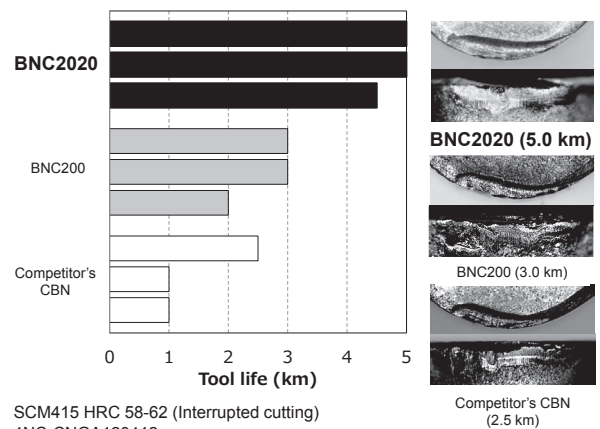 BNC2020
BNC200
Competitor's
CBN
0 1 2 3 4 5
Tool life (km)
BNC2020 (5.0 km)
BNC200 (3.0 km)
Competitor's CBN
(2.5 km)
SCM415 HRC 58-62 (Interrupted cutting)